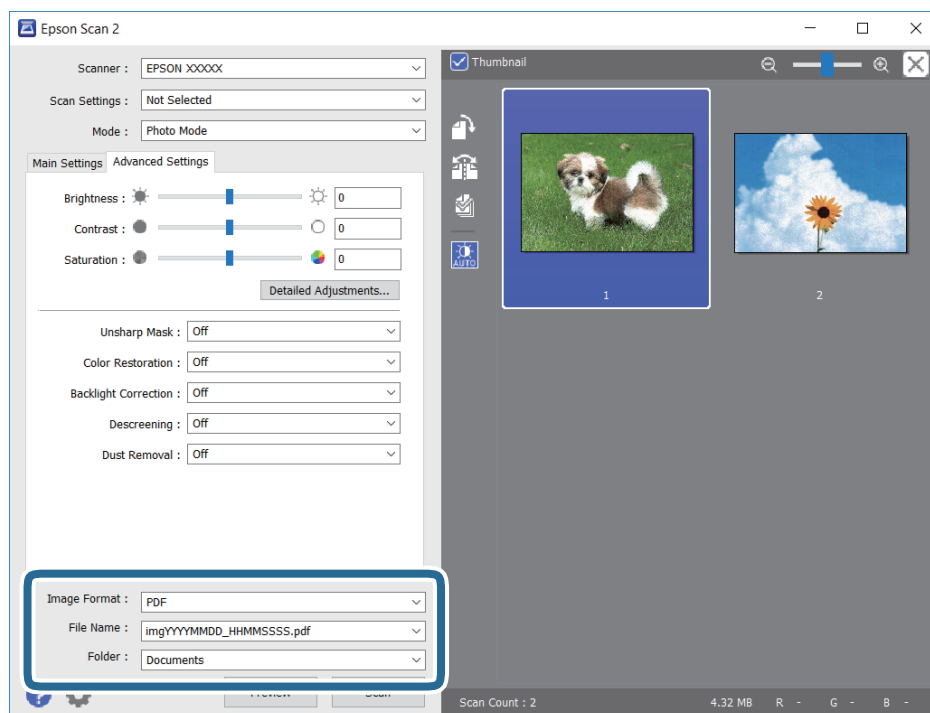 Epson Scan 2
Scanner : EPSON XXXXX
Scan Settings : Not Selected
Mode : Photo Mode
Main Settings Advanced Settings
Brightness : 0
Contrast : 0
Saturation : 0
Detailed Adjustments...
Unsharp Mask : Off
Color Restoration : Off
Backlight Correction : Off
Descreening : Off
Dust Removal : Off
Image Format : PDF
File Name : imgYYYYMMDD_HHMMSSSS.pdf
Folder : Documents
Preview Scan
Thumbnail
AUTO
1 2
Scan Count : 2 4.32 MB R - G - B -